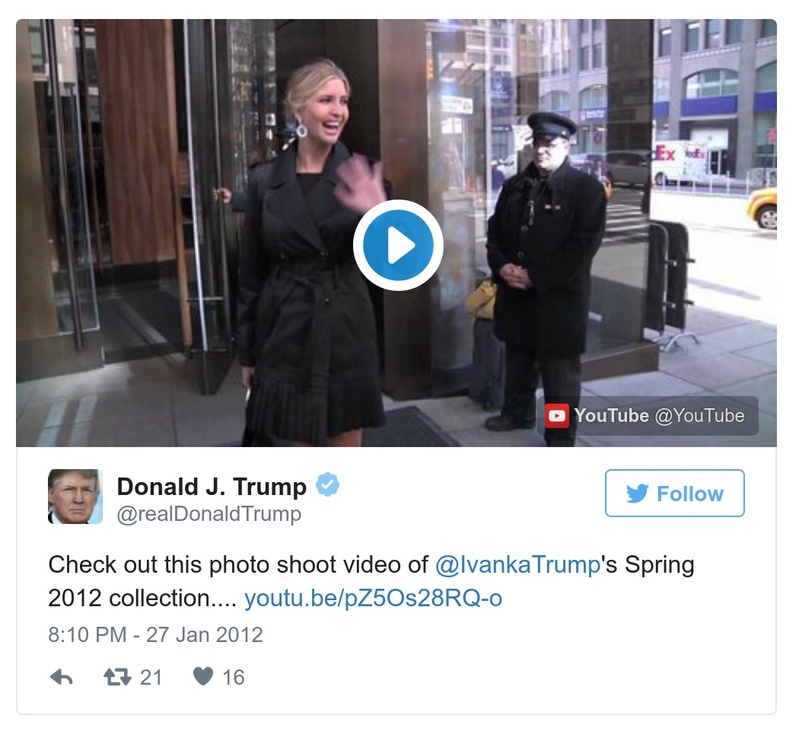 FedEx
YouTube @YouTube
Donald J. Trump
@realDonaldTrump
Follow
Check out this photo shoot video of @IvankaTrump's Spring
2012 collection.... youtu.be/pZ5Os28RQ-o
8:10 PM - 27 Jan 2012
21
16